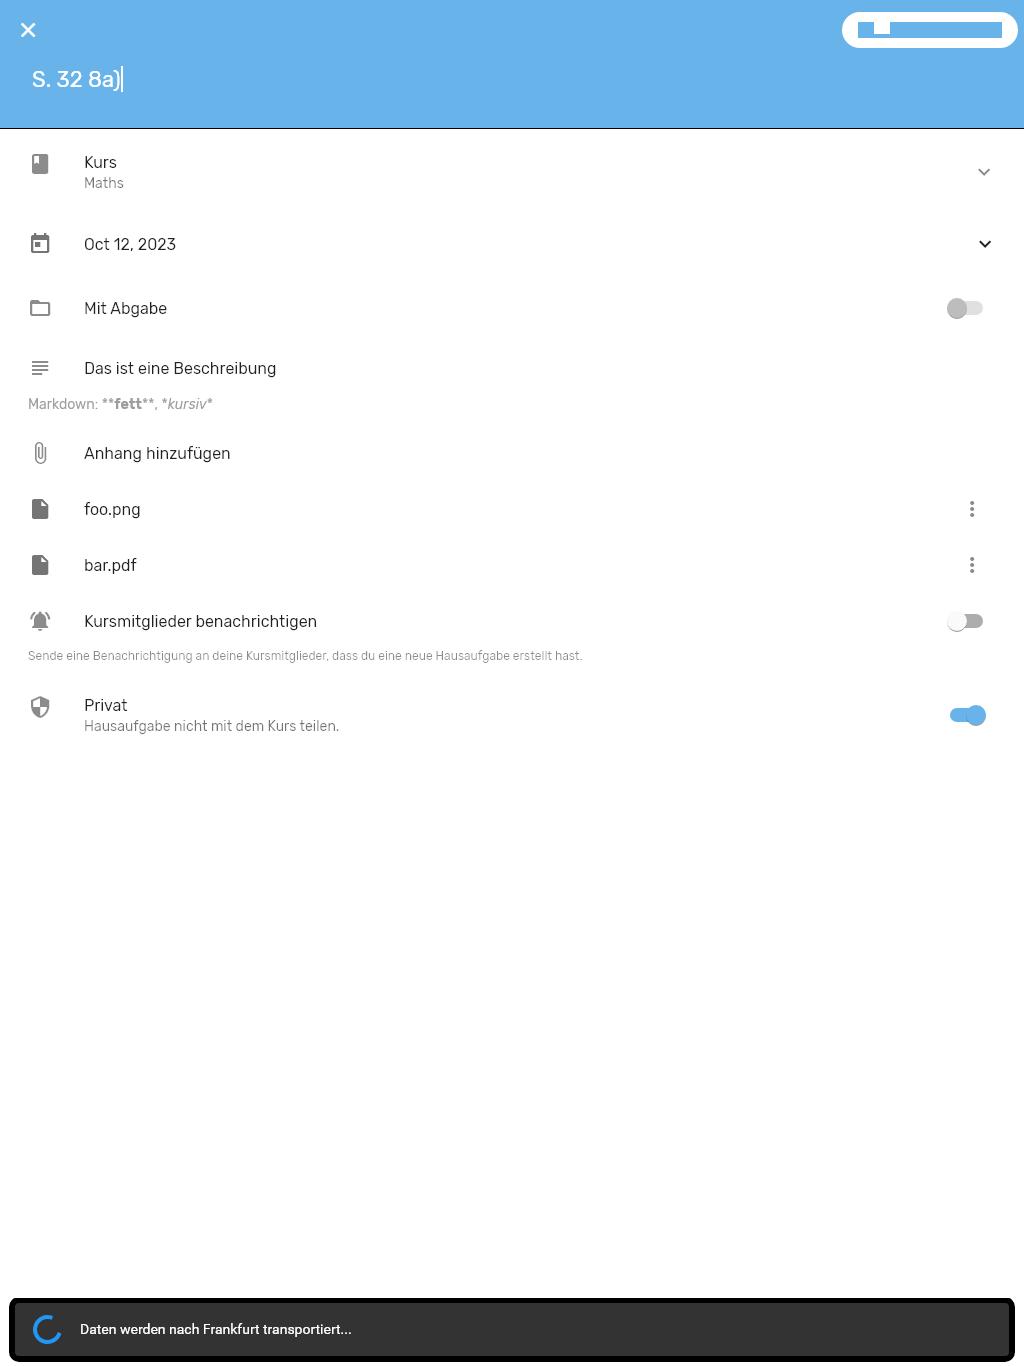 S. 32 8a)
Kurs
Maths
Oct 12, 2023
Mit Abgabe
Das ist eine Beschreibung
Markdown: **fett**, *kursiv*
Anhang hinzufügen
foo.png
bar.pdf
Kursmitglieder benachrichtigen
Sende eine Benachrichtigung an deine Kursmitglieder, dass du eine neue Hausaufgabe erstellt hast.
Privat
Hausaufgabe nicht mit dem Kurs teilen.
Daten werden nach Frankfurt transportiert...